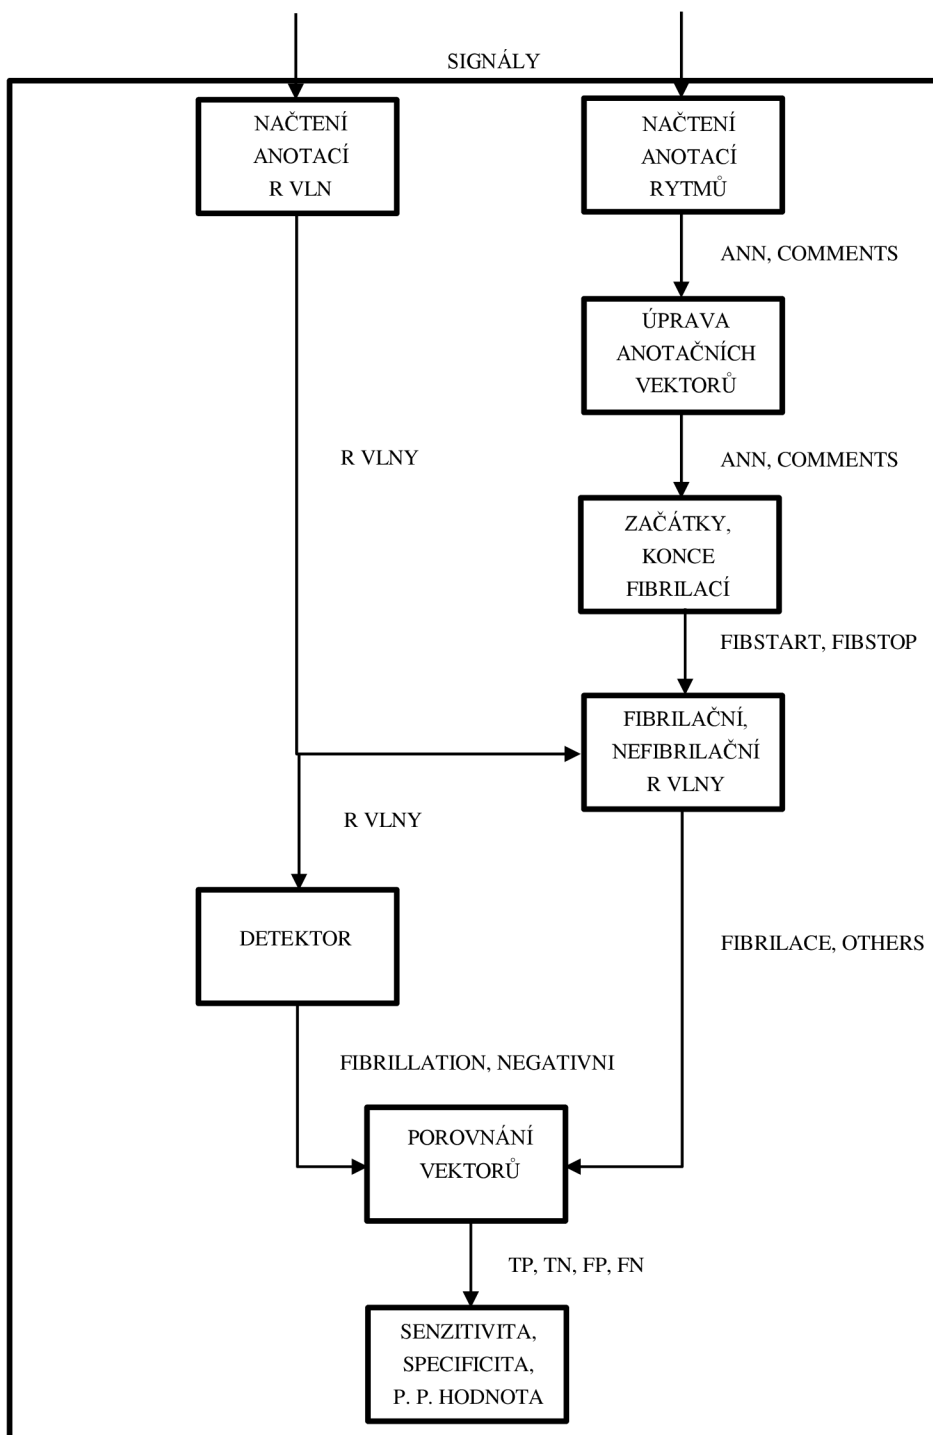 SIGNÁLY
NAČTENÍ
ANOTACÍ
R VLN
NAČTENÍ
ANOTACÍ
RYTMŮ
ANN, COMMENTS
ÚPRAVA
ANOTAČNÍCH
VEKTORŮ
R VLNY
ANN, COMMENTS
ZAČÁTKY,
KONCE
FIBRILACÍ
FIBSTART, FIBSTOP
FIBRILAČNÍ,
NEFIBRILAČNÍ
R VLNY
R VLNY
DETEKTOR
FIBRILACE, OTHERS
FIBRILLATION, NEGATIVNI
POROVNÁNÍ
VEKTORŮ
TP, TN, FP, FN
SENZITIVITA,
SPECIFICITA,
P. P. HODNOTA